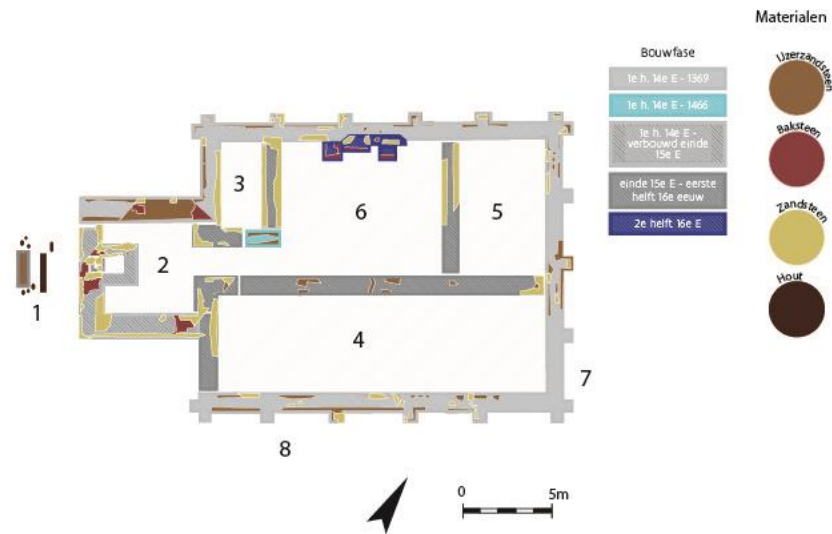 Materialen
Bouwfase
1e h. 14e E - 1369
1e h. 14e E - 1466
1e h. 14e E -
verbouwd einde
15e E
einde 15e E - eerste
helft 16e eeuw
2e helft 16e E
IJzerzandsteen
Baksteen
Zandsteen
Hout
3
6
5
2
1
4
7
8
0
5m